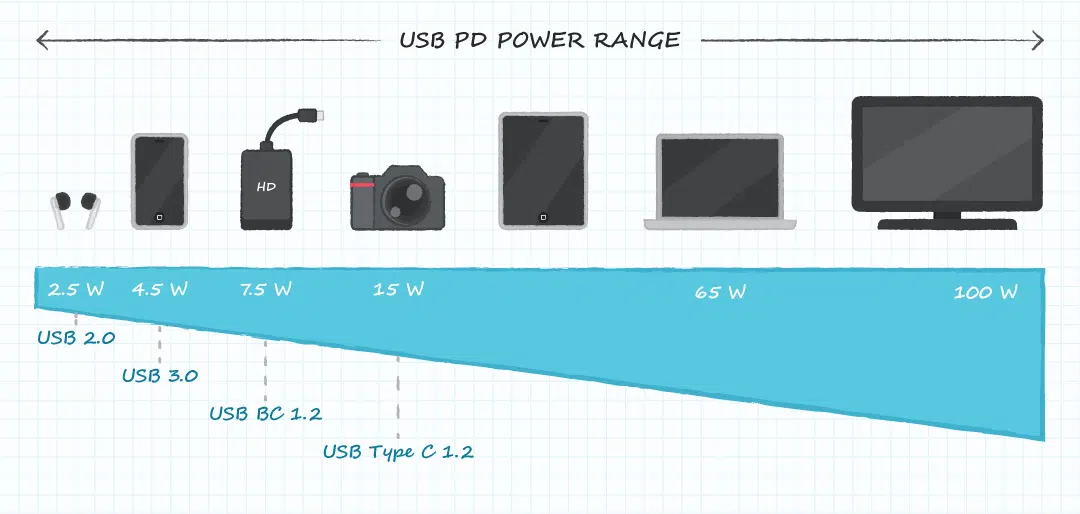 USB PD POWER RANGE
HD
2.5 W 4.5 W 7.5 W 15 W 65 W 100 W
USB 2.0
USB 3.0
USB BC 1.2
USB Type C 1.2